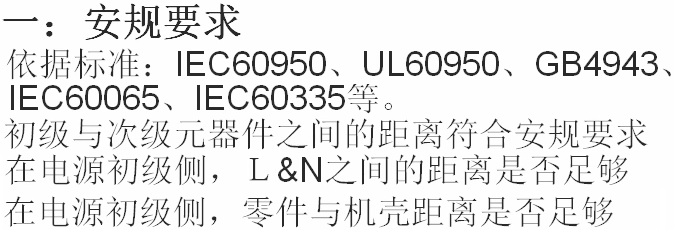 一：安规要求
依据标准：IEC60950、UL60950、GB4943、
IEC60065、IEC60335等。
初级与次级元器件之间的距离符合安规要求
在电源初级侧，L&N之间的距离是否足够
在电源初级侧，零件与机壳距离是否足够